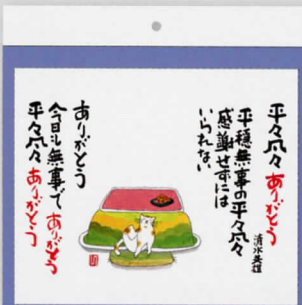 平々凡々ありがとう
清水英雄
平穏無事の平々凡々
感謝せずには
いられない
ありがとう
今日も無事でありがとう
平々凡々ありがとう